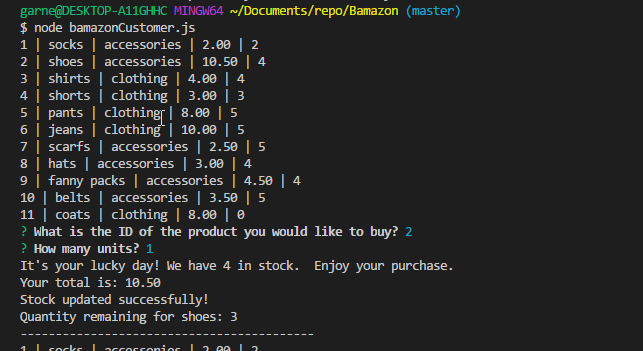 garne@DESKTOP-A11GHHC MINGW64 ~/Documents/repo/Bamazon (master)
$ node bamazonCustomer.js
1 | socks | accessories | 2.00 | 2
2 | shoes | accessories | 10.50 | 4
3 | shirts | clothing | 4.00 | 4
4 | shorts | clothing | 3.00 | 3
5 | pants | clothing | 8.00 | 5
6 | jeans | clothing | 10.00 | 5
7 | scarfs | accessories | 2.50 | 5
8 | hats | accessories | 3.00 | 4
9 | fanny packs | accessories | 4.50 | 4
10 | belts | accessories | 3.50 | 5
11 | coats | clothing | 8.00 | 0
? What is the ID of the product you would like to buy? 2
? How many units? 1
It's your lucky day! We have 4 in stock.  Enjoy your purchase.
Your total is: 10.50
Stock updated successfully!
Quantity remaining for shoes: 3
------------------------------------------
1 | socks | accessories | 2.00 | 2